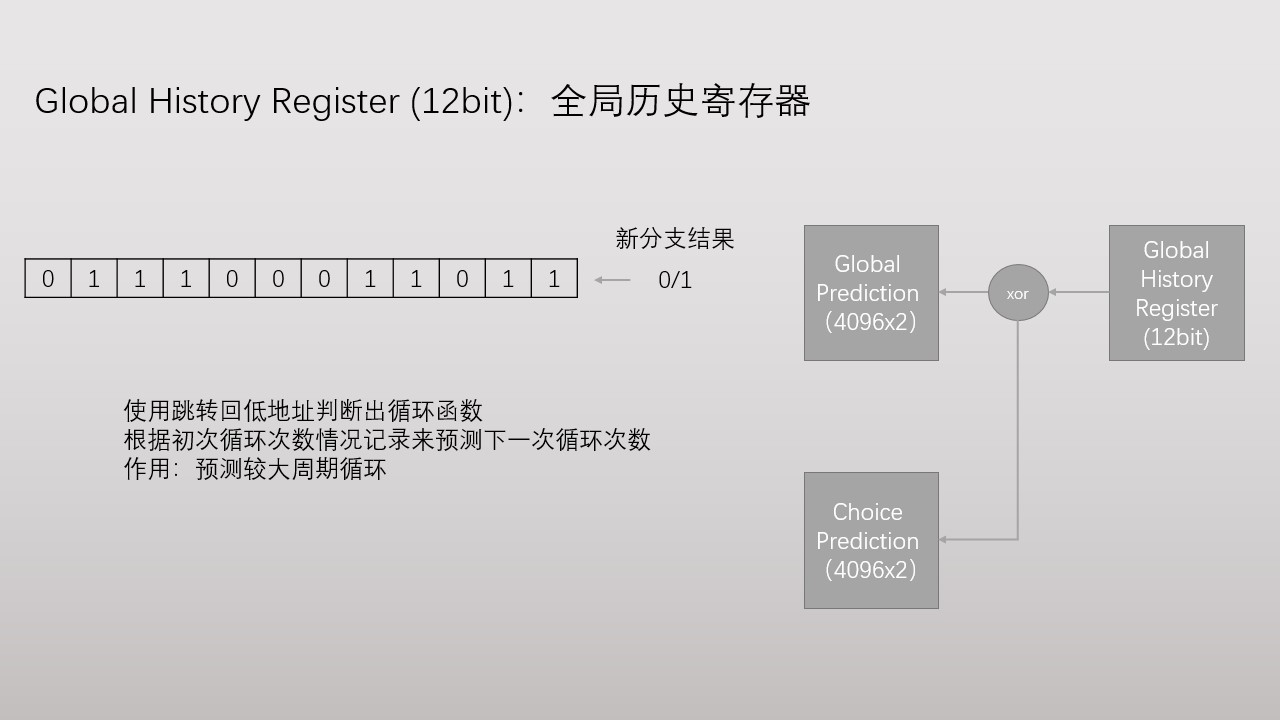 Global History Register (12bit)：全局历史寄存器
新分支结果
0 1 1 1 0 0 0 1 1 0 1 1
0/1
使用跳转回低地址判断出循环函数
根据初次循环次数情况记录来预测下一次循环次数
作用：预测较大周期循环
Global
Prediction
（4096x2）
xor
Global
History
Register
(12bit)
Choice
Prediction
（4096x2）